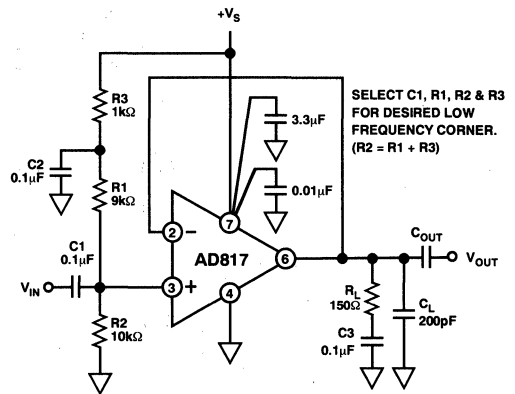 +VS
R3
1kΩ
SELECT C1, R1, R2 & R3
FOR DESIRED LOW
FREQUENCY CORNER.
(R2 = R1 + R3)
3.3µF
C2
0.1µF
R1
9kΩ
0.01µF
C1
0.1µF
2
7
AD817
6
COUT
VOUT
VIN
3
4
RL
150Ω
CL
200pF
R2
10kΩ
C3
0.1µF